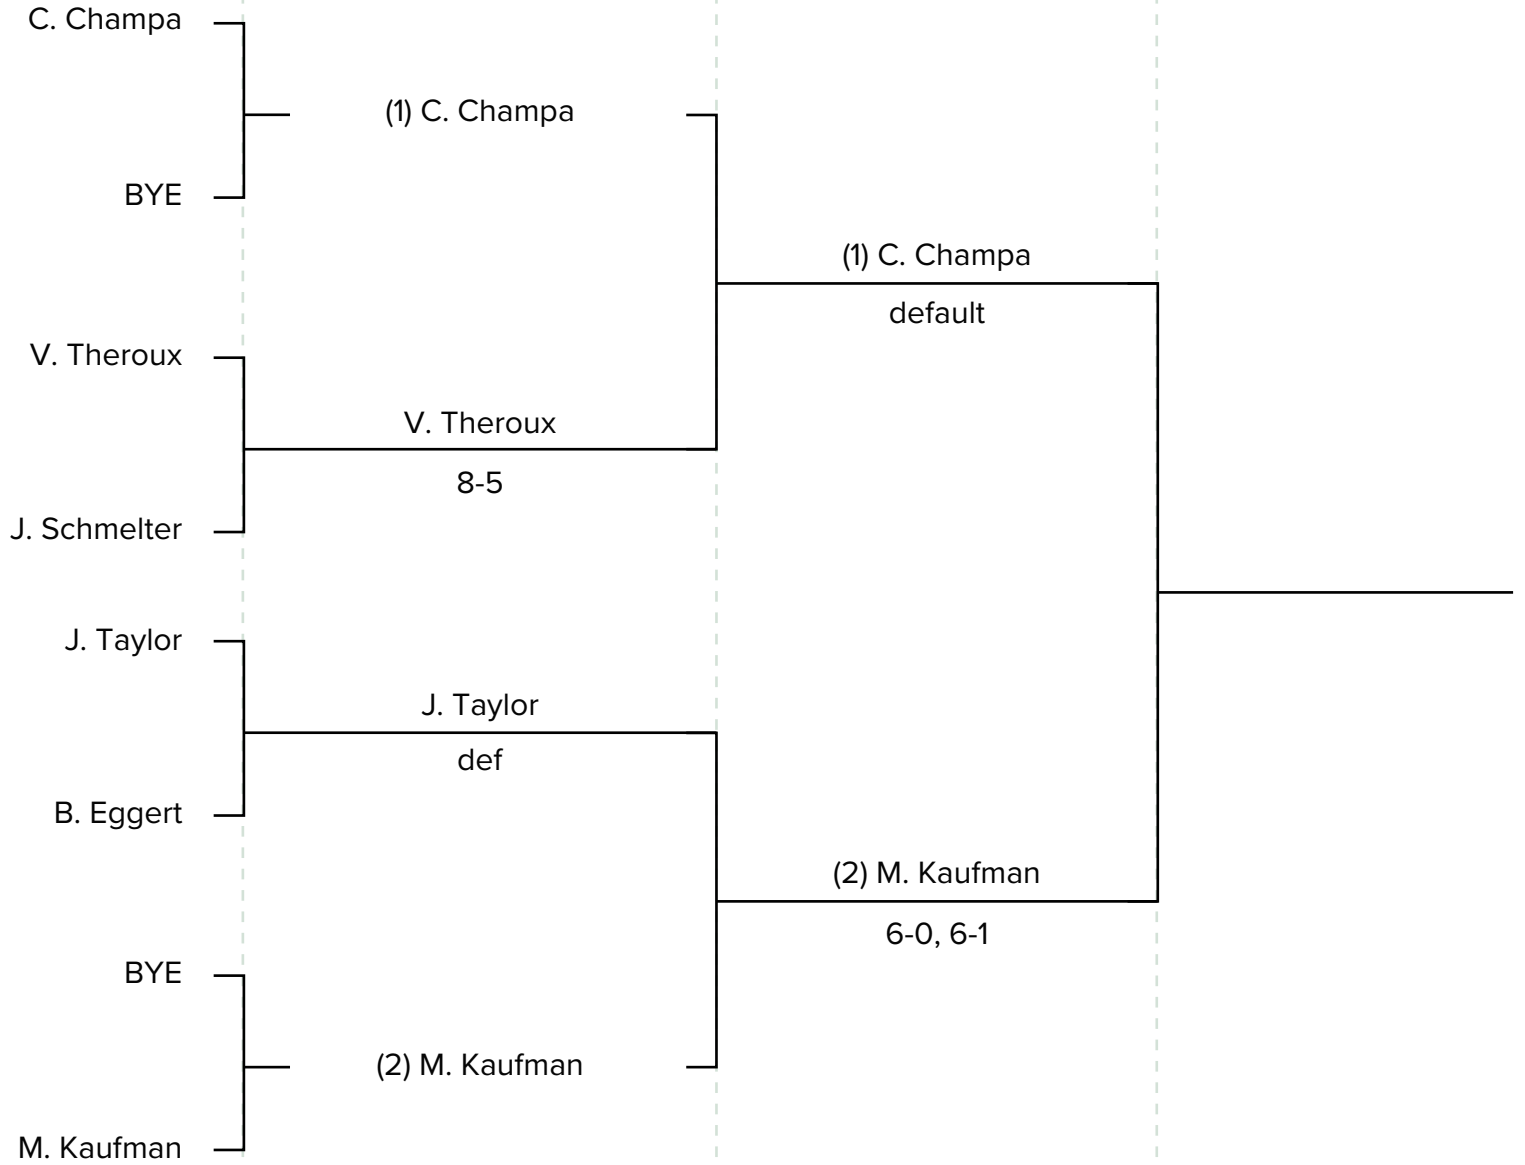 C. Champa
BYE
V. Theroux
J. Schmelter
J. Taylor
B. Eggert
BYE
M. Kaufman
(1) C. Champa
V. Theroux
8-5
J. Taylor
def
(2) M. Kaufman
(1) C. Champa
default
(2) M. Kaufman
6-0, 6-1